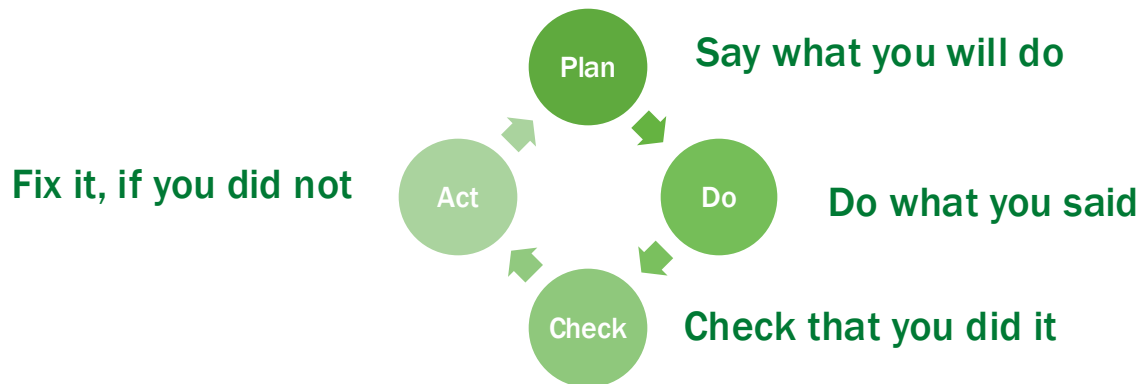 Plan
Say what you will do
Fix it, if you did not
Act
Do
Do what you said
Check
Check that you did it